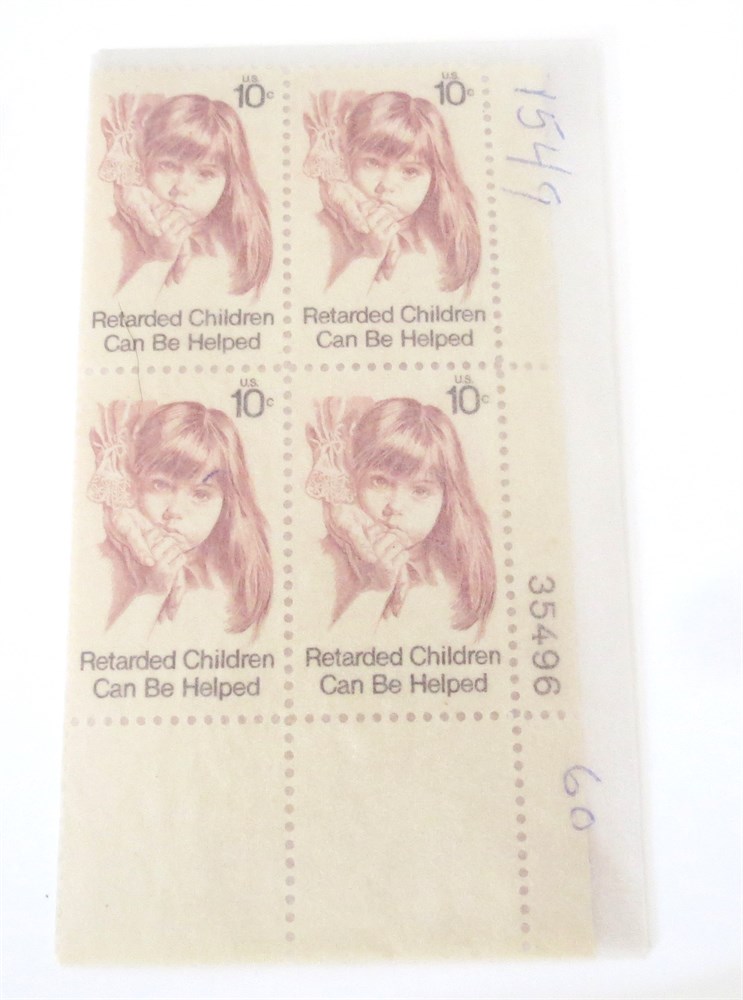 U.S.
10c
Retarded Children
Can Be Helped
U.S.
10c
Retarded Children
Can Be Helped
1549
U.S.
10c
Retarded Children
Can Be Helped
U.S.
10c
Retarded Children
Can Be Helped
35496
60